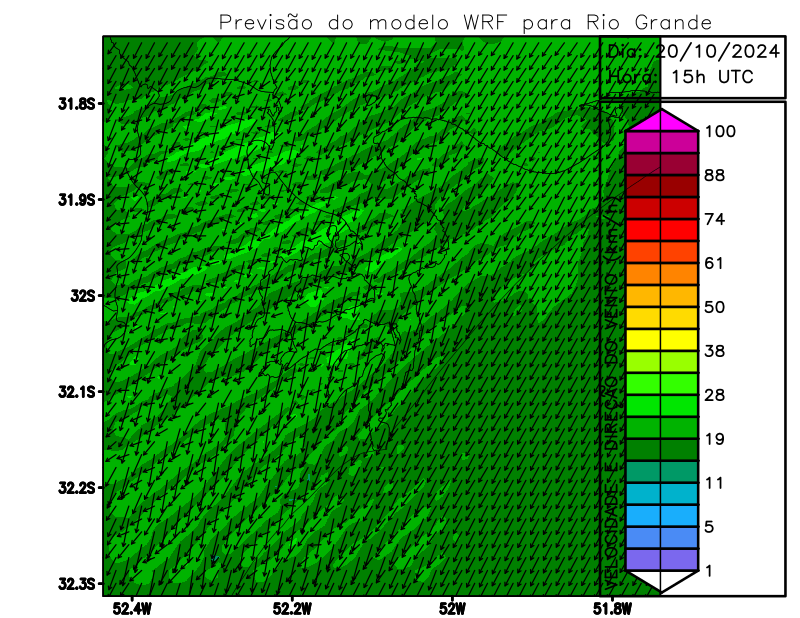 Previsão do modelo WRF para Rio Grande
Dia: 20/10/2024
Hora: 15h UTC
31.8S
31.9S
32S
32.1S
32.2S
32.3S
52.4W
52.2W
52W
51.8W
VELOCIDADE E DIREÇÃO DO VENTO (km/h)
100
88
74
61
50
38
28
19
11
5
1